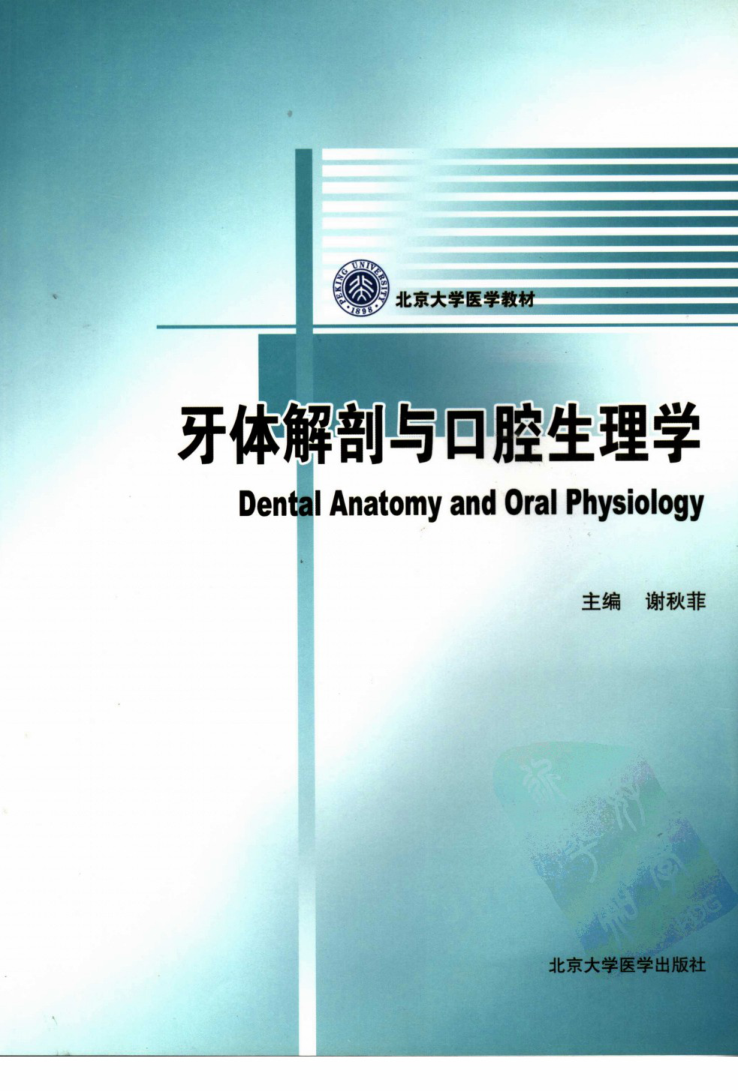 PEKING UNIVERSITY
·1898·
北京大学医学教材
牙体解剖与口腔生理学
Dental Anatomy and Oral Physiology
主编 谢秋菲
北京大学医学出版社